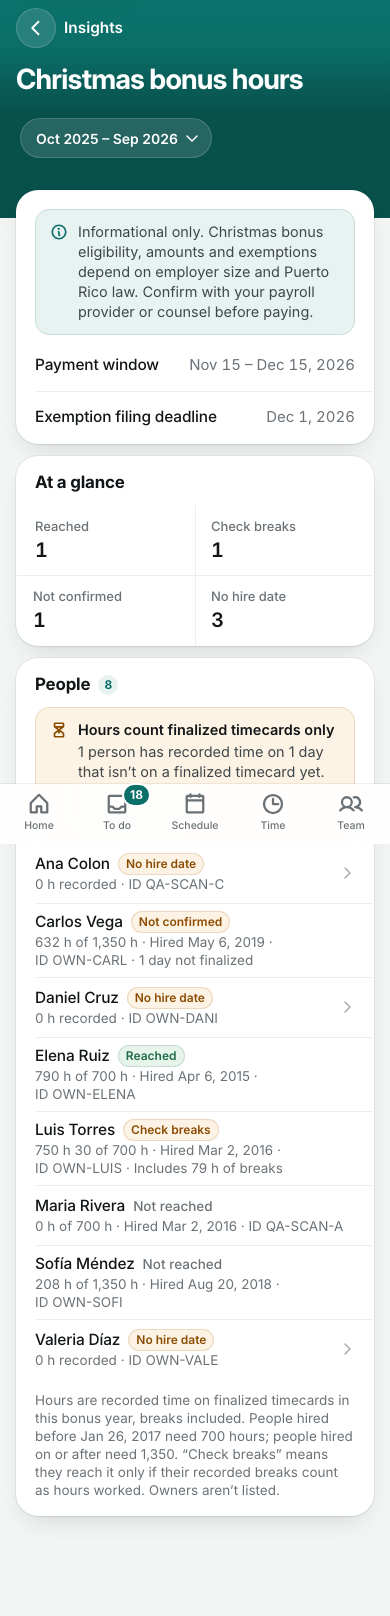 Insights
Christmas bonus hours
Oct 2025 – Sep 2026
Informational only. Christmas bonus
eligibility, amounts and exemptions
depend on employer size and Puerto
Rico law. Confirm with your payroll
provider or counsel before paying.
Payment window Nov 15 – Dec 15, 2026
Exemption filing deadline Dec 1, 2026
At a glance
Reached
1
Check breaks
1
Not confirmed
1
No hire date
3
People 8
Hours count finalized timecards only
1 person has recorded time on 1 day
that isn’t on a finalized timecard yet.
18
Home To do Schedule Time Team
Ana Colon No hire date
0 h recorded · ID QA-SCAN-C
Carlos Vega Not confirmed
632 h of 1,350 h · Hired May 6, 2019 ·
ID OWN-CARL · 1 day not finalized
Daniel Cruz No hire date
0 h recorded · ID OWN-DANI
Elena Ruiz Reached
790 h of 700 h · Hired Apr 6, 2015 ·
ID OWN-ELENA
Luis Torres Check breaks
750 h 30 of 700 h · Hired Mar 2, 2016 ·
ID OWN-LUIS · Includes 79 h of breaks
Maria Rivera Not reached
0 h of 700 h · Hired Mar 2, 2016 · ID QA-SCAN-A
Sofía Méndez Not reached
208 h of 1,350 h · Hired Aug 20, 2018 ·
ID OWN-SOFI
Valeria Díaz No hire date
0 h recorded · ID OWN-VALE
Hours are recorded time on finalized timecards in
this bonus year, breaks included. People hired
before Jan 26, 2017 need 700 hours; people hired
on or after need 1,350. “Check breaks” means
they reach it only if their recorded breaks count
as hours worked. Owners aren’t listed.